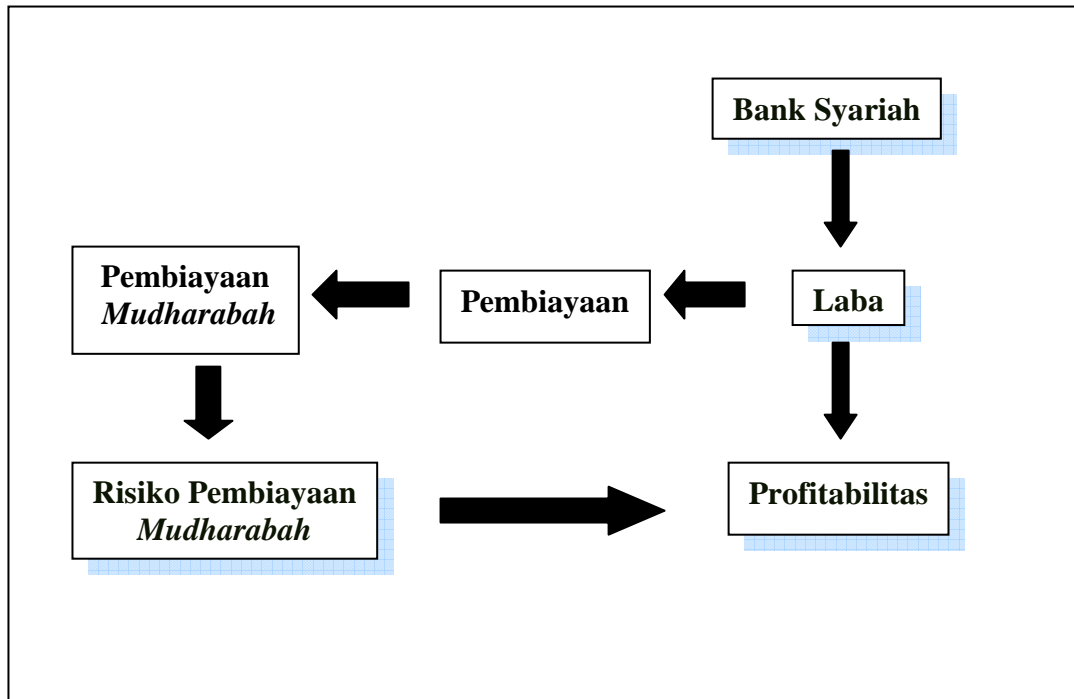 Bank Syariah
Pembiayaan
Mudharabah
Pembiayaan
Laba
Risiko Pembiayaan
Mudharabah
Profitabilitas